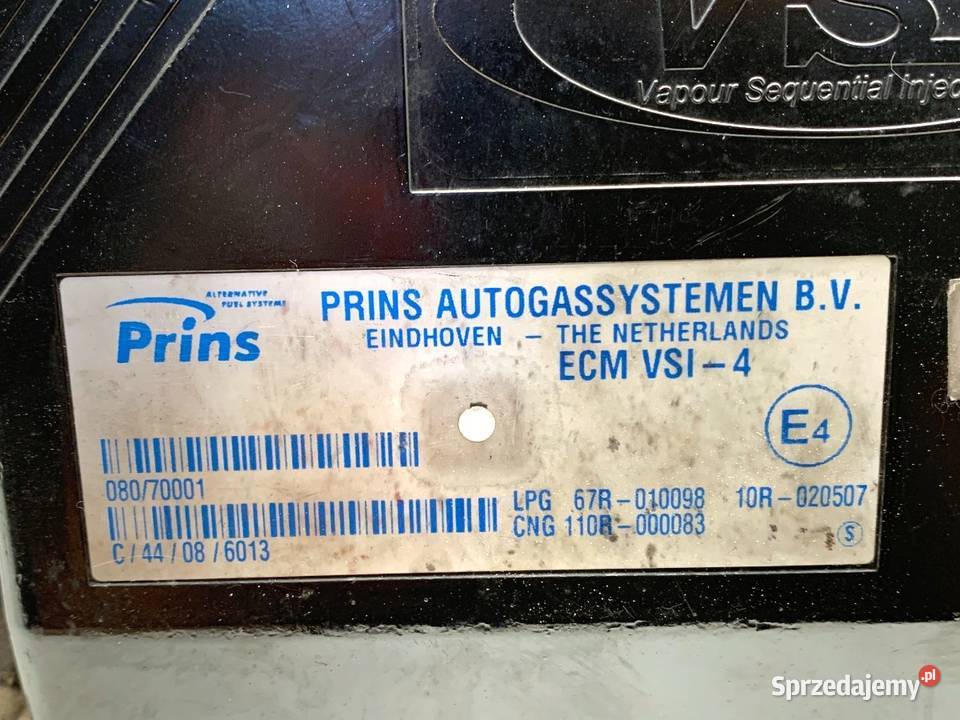 VSI
Vapour Sequential Injec
ALTERNATIVE
FUEL SYSTEMS
Prins
PRINS AUTOGASSYSTEMEN B.V.
EINDHOVEN – THE NETHERLANDS
ECM VSI–4
E4
080/70001
LPG 67R–010098 10R–020507
CNG 110R–000083
C/44/08/6013
S
Sprzedajemy.pl